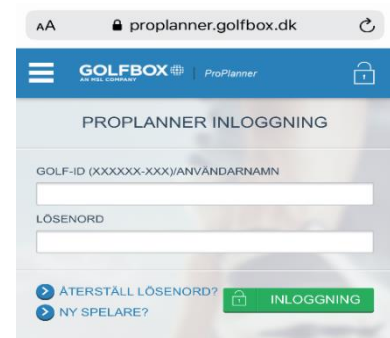 AA proplanner.golfbox.dk
GOLFBOX ProPlanner
AN HSL COMPANY
PROPLANNER INLOGGNING
GOLF-ID (XXXXXX-XXX)/ANVÄNDARNAMN
LÖSENORD
ÅTERSTÄLL LÖSENORD?
INLOGGNING
NY SPELARE?